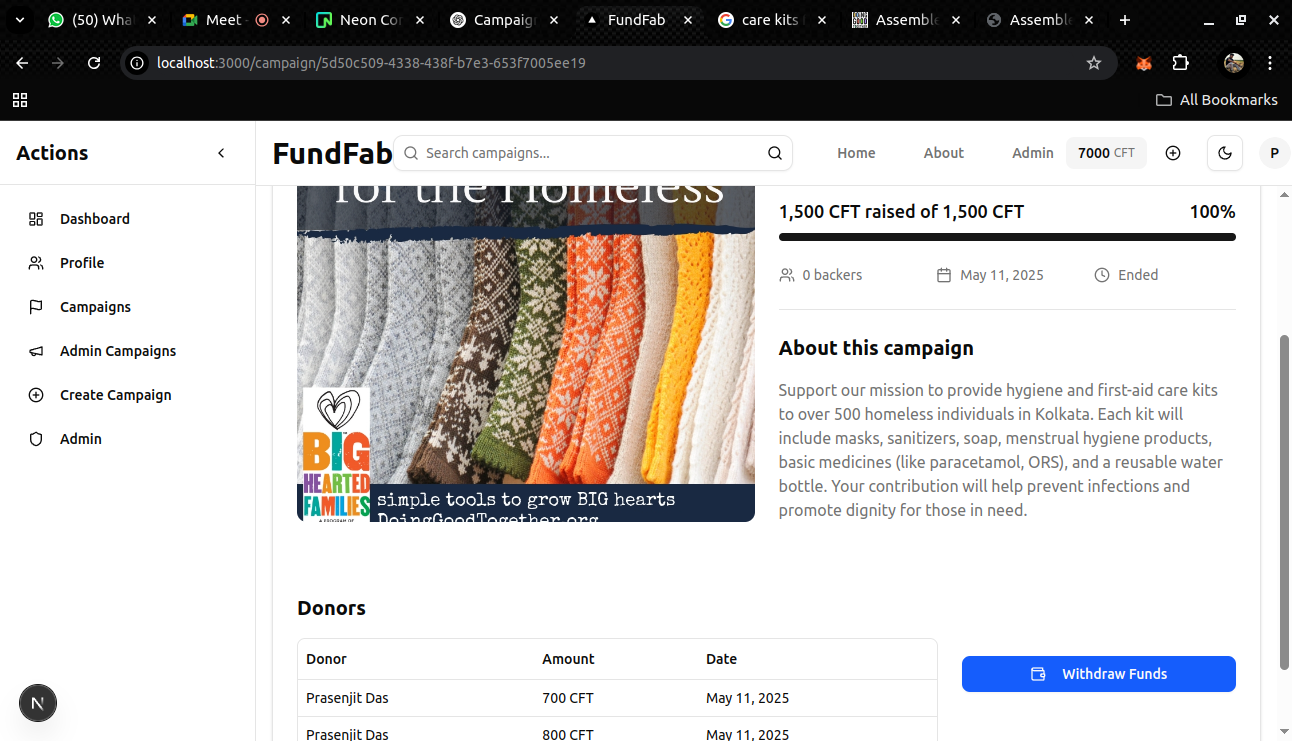 (50) Wha
Meet -
Neon Co
Campaig
FundFab
care kits
Assemble
Assemble
localhost:3000/campaign/5d50c509-4338-438f-b7e3-653f7005ee19
All Bookmarks
Actions
FundFab
Search campaigns...
Home
About
Admin
7000 CFT
P
Dashboard
Profile
Campaigns
Admin Campaigns
Create Campaign
Admin
N
for the Homeless
BIG
HEARTED
FAMILIES
A PROGRAM OF
simple tools to grow BIG hearts
DoingGoodTogether.org
1,500 CFT raised of 1,500 CFT
100%
0 backers
May 11, 2025
Ended
About this campaign
Support our mission to provide hygiene and first-aid care kits
to over 500 homeless individuals in Kolkata. Each kit will
include masks, sanitizers, soap, menstrual hygiene products,
basic medicines (like paracetamol, ORS), and a reusable water
bottle. Your contribution will help prevent infections and
promote dignity for those in need.
Donors
Donor Amount Date
Prasenjit Das 700 CFT May 11, 2025
Prasenjit Das 800 CFT May 11, 2025
Withdraw Funds